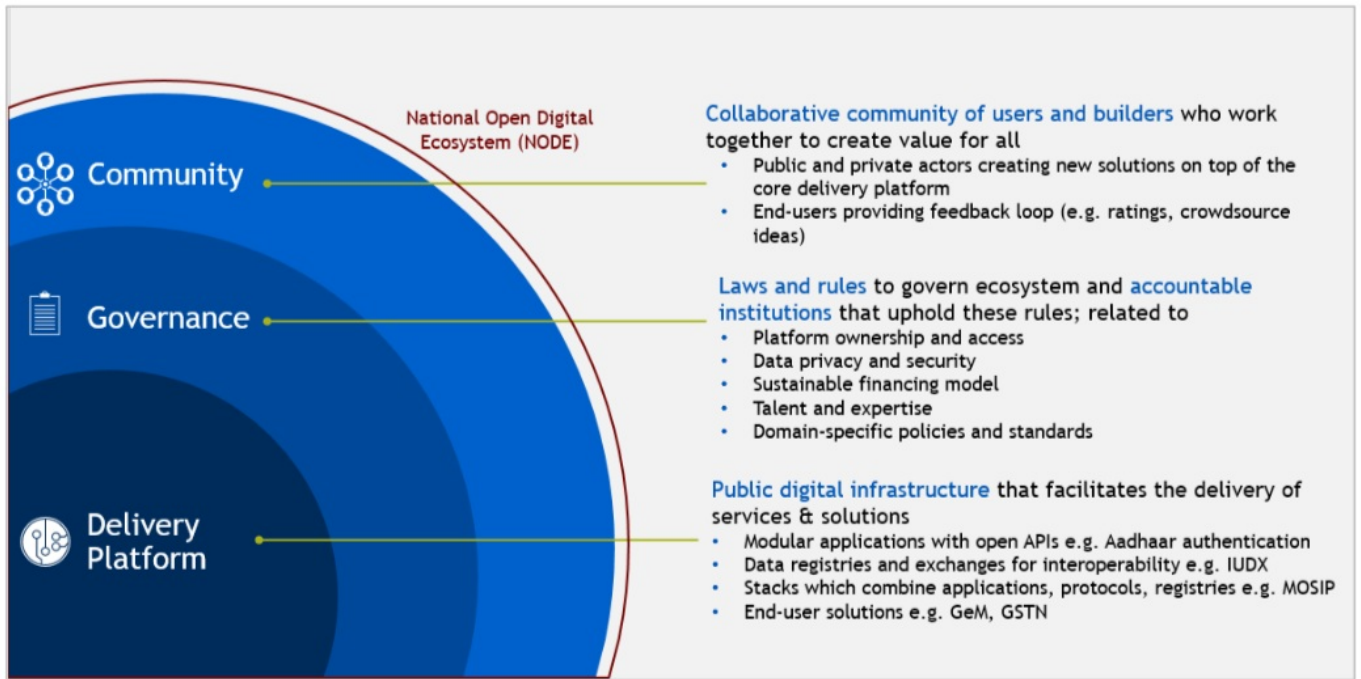 National Open Digital
Ecosystem (NODE)
Community
Collaborative community of users and builders who work
together to create value for all
• Public and private actors creating new solutions on top of the
core delivery platform
• End-users providing feedback loop (e.g. ratings, crowdsource
ideas)
Governance
Laws and rules to govern ecosystem and accountable
institutions that uphold these rules; related to
• Platform ownership and access
• Data privacy and security
• Sustainable financing model
• Talent and expertise
• Domain-specific policies and standards
Delivery
Platform
Public digital infrastructure that facilitates the delivery of
services & solutions
• Modular applications with open APIs e.g. Aadhaar authentication
• Data registries and exchanges for interoperability e.g. IUDX
• Stacks which combine applications, protocols, registries e.g. MOSIP
• End-user solutions e.g. GeM, GSTN